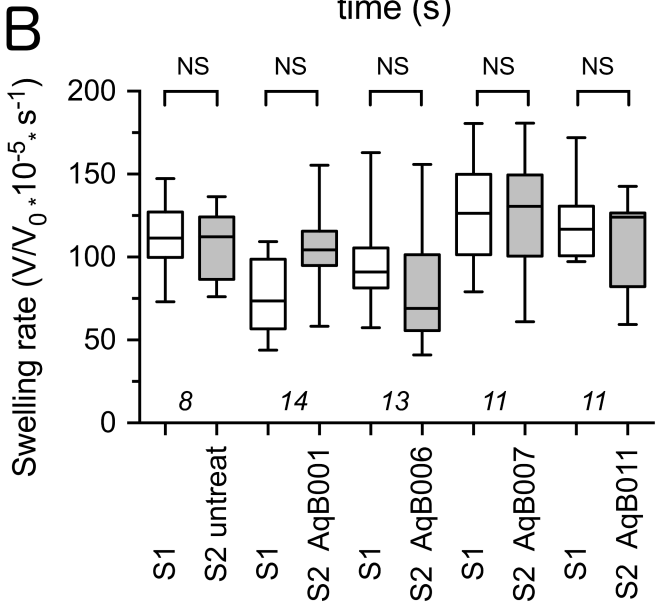 time (s)
B
NS NS NS NS NS
Swelling rate (V/V0*10-5*s-1)
200
150
100
50
0
8 14 13 11 11
S1
S2 untreat
S1
S2 AqB001
S1
S2 AqB006
S1
S2 AqB007
S1
S2 AqB011